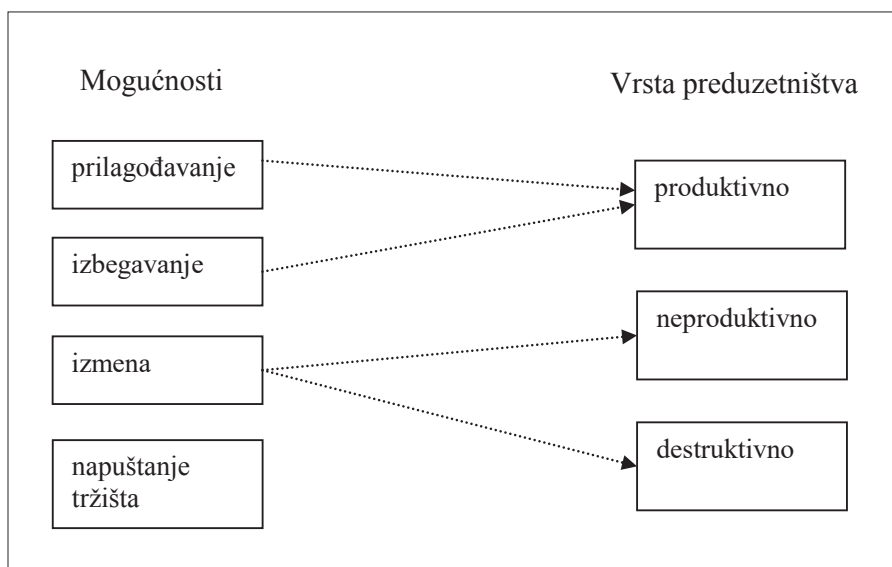 Mogućnosti
prilagođavanje
izbegavanje
izmena
napuštanje
tržišta
Vrsta preduzetništva
produktivno
neproduktivno
destruktivno